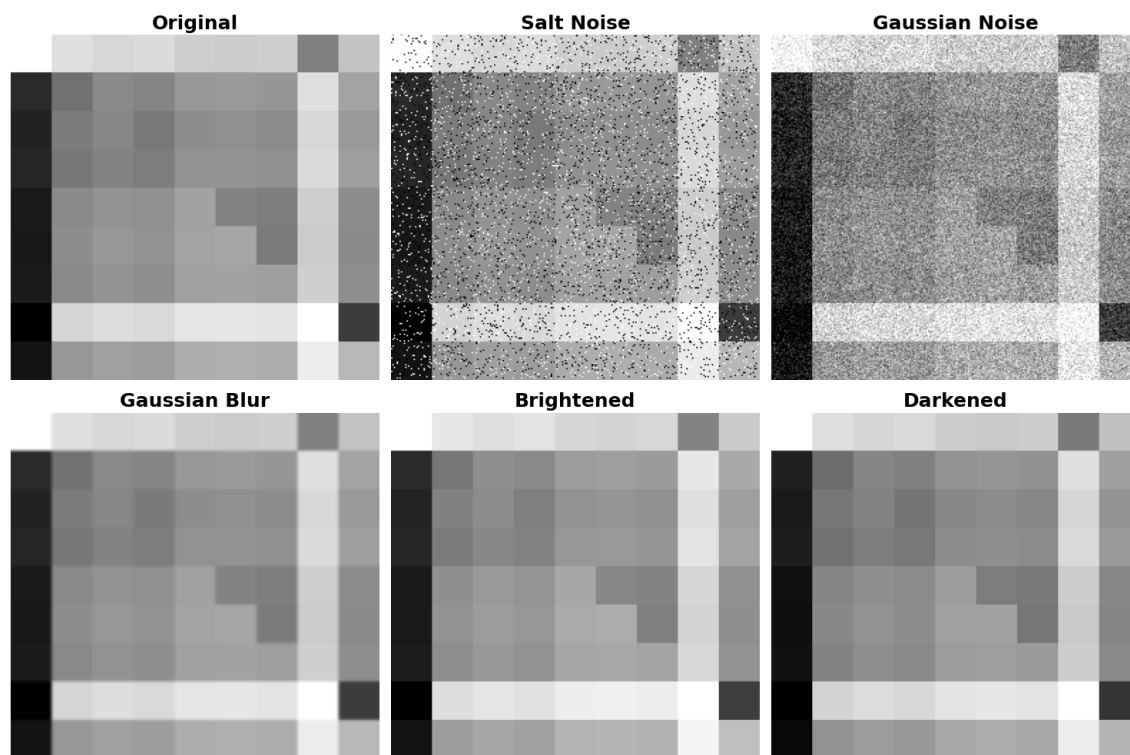 Original
Salt Noise
Gaussian Noise
Gaussian Blur
Brightened
Darkened